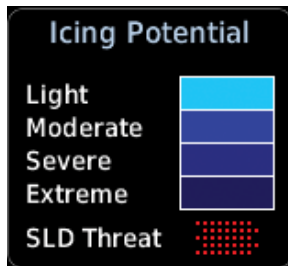 Icing Potential
Light
Moderate
Severe
Extreme
SLD Threat